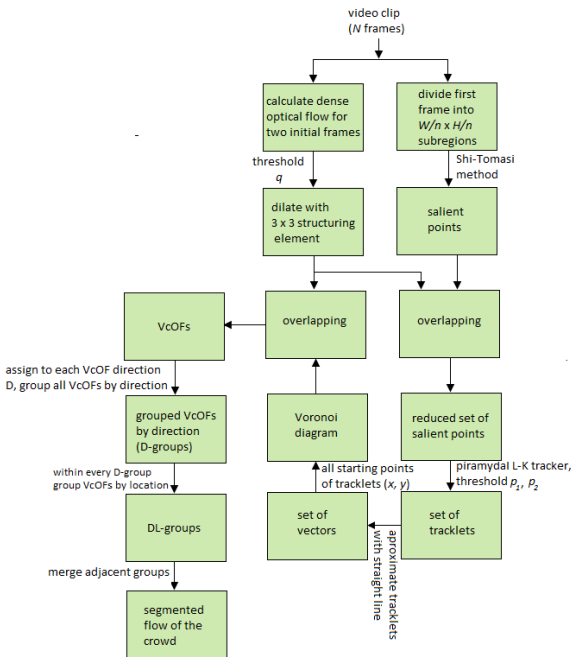 video clip
(N frames)
calculate dense
optical flow for
two initial frames
divide first
frame into
W/n x H/n
subregions
threshold
q
Shi-Tomasi
method
dilate with
3 x 3 structuring
element
salient
points
VcOFs
overlapping
overlapping
assign to each VcOF direction
D, group all VcOFs by direction
grouped VcOFs
by direction
(D-groups)
Voronoi
diagram
reduced set of
salient points
within every D-group
group VcOFs by location
all starting points
of tracklets (x, y)
piramydal L-K tracker,
threshold p1, p2
DL-groups
set of
vectors
set of
tracklets
aproximate tracklets
with straight line
merge adjacent groups
segmented
flow of the
crowd